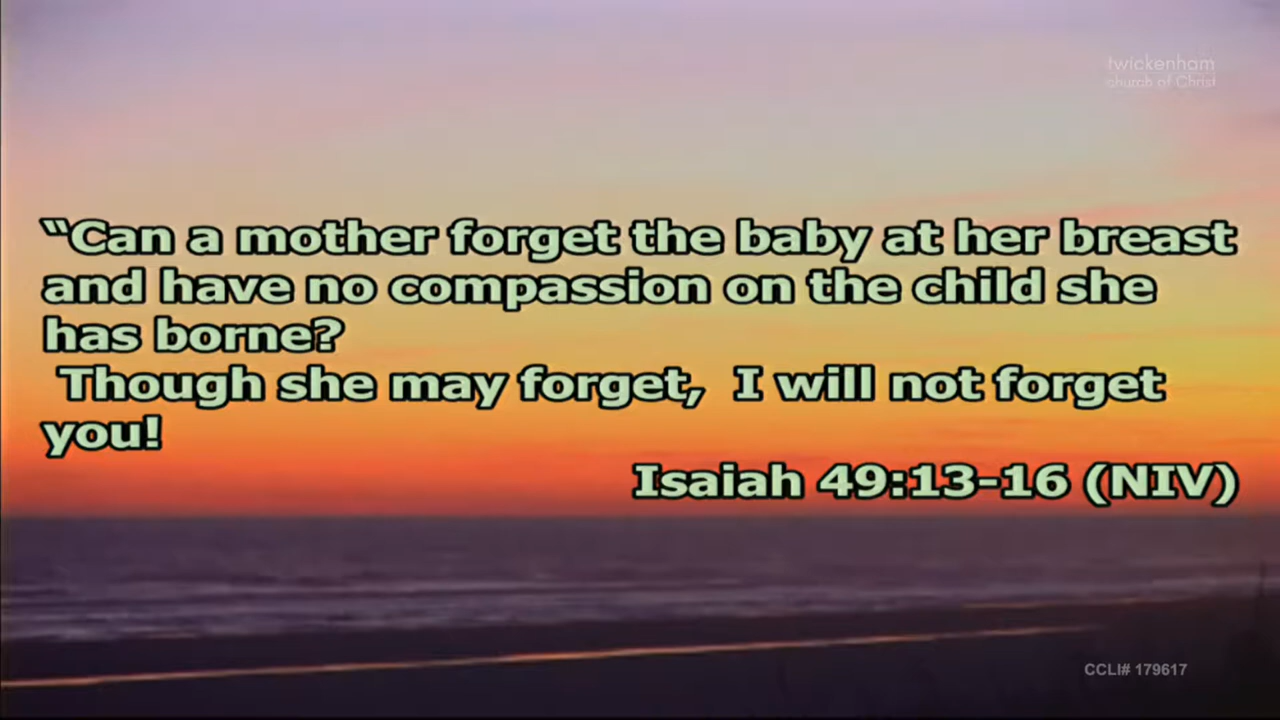 twickenham
church of Christ
“Can a mother forget the baby at her breast
and have no compassion on the child she
has borne?
Though she may forget, I will not forget
you!
Isaiah 49:13-16 (NIV)
CCLI# 179617